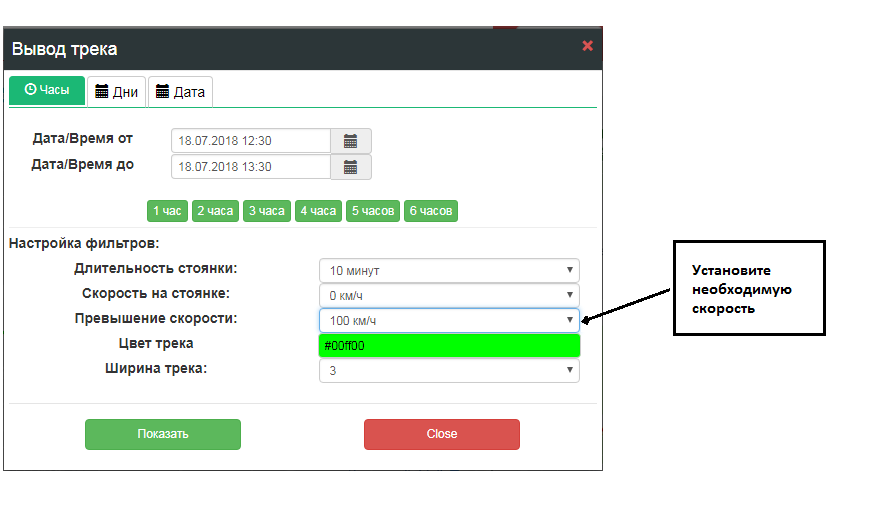 Вывод трека
Часы Дни Дата
Дата/Время от 18.07.2018 12:30
Дата/Время до 18.07.2018 13:30
1 час 2 часа 3 часа 4 часа 5 часов 6 часов
Настройка фильтров:
Длительность стоянки: 10 минут
Скорость на стоянке: 0 км/ч
Превышение скорости: 100 км/ч
Цвет трека #00ff00
Ширина трека: 3
Показать Close
Установите
необходимую
скорость